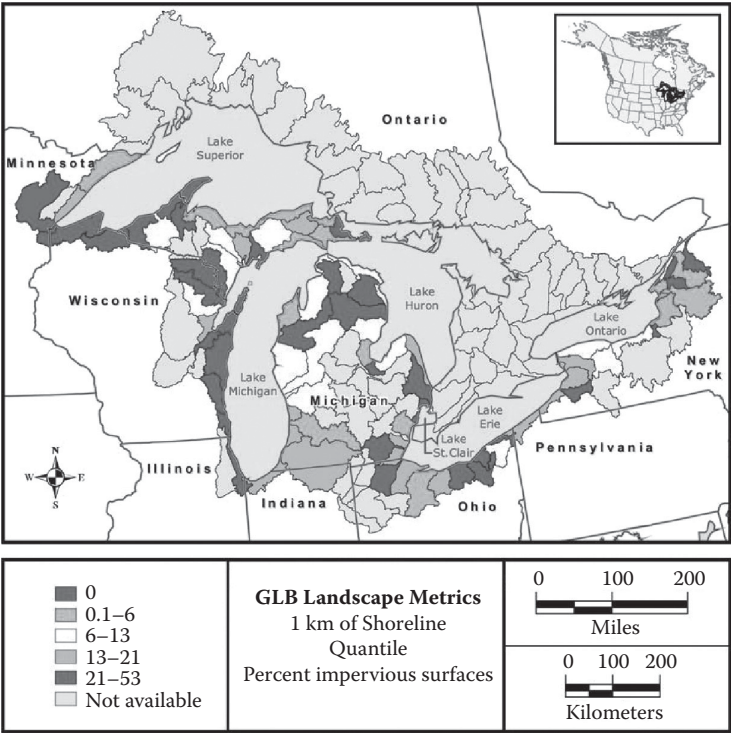 Ontario
Lake
Superior
Minnesota
Wisconsin
Lake
Huron
Lake
Ontario
New
York
Lake
Michigan
Michigan
Lake
Erie
Lake
St. Clair
Pennsylvania
N
W E
S
Illinois
Indiana
Ohio
0
0.1–6
6–13
13–21
21–53
Not available
GLB Landscape Metrics
1 km of Shoreline
Quantile
Percent impervious surfaces
0 100 200
Miles
0 100 200
Kilometers